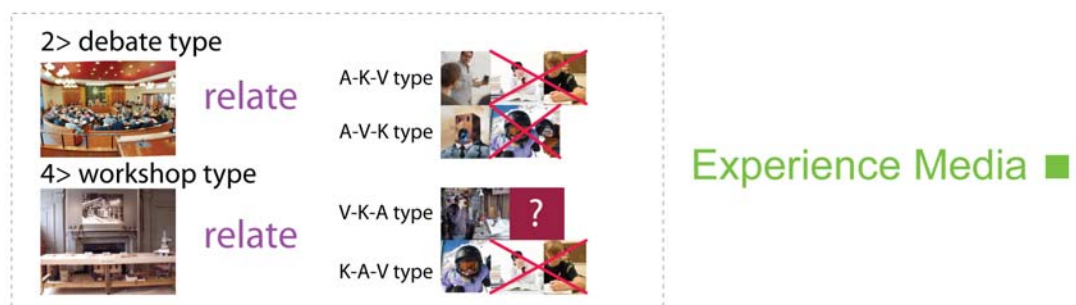 2> debate type
relate
A-K-V type
A-V-K type
4> workshop type
relate
V-K-A type
?
K-A-V type
Experience Media